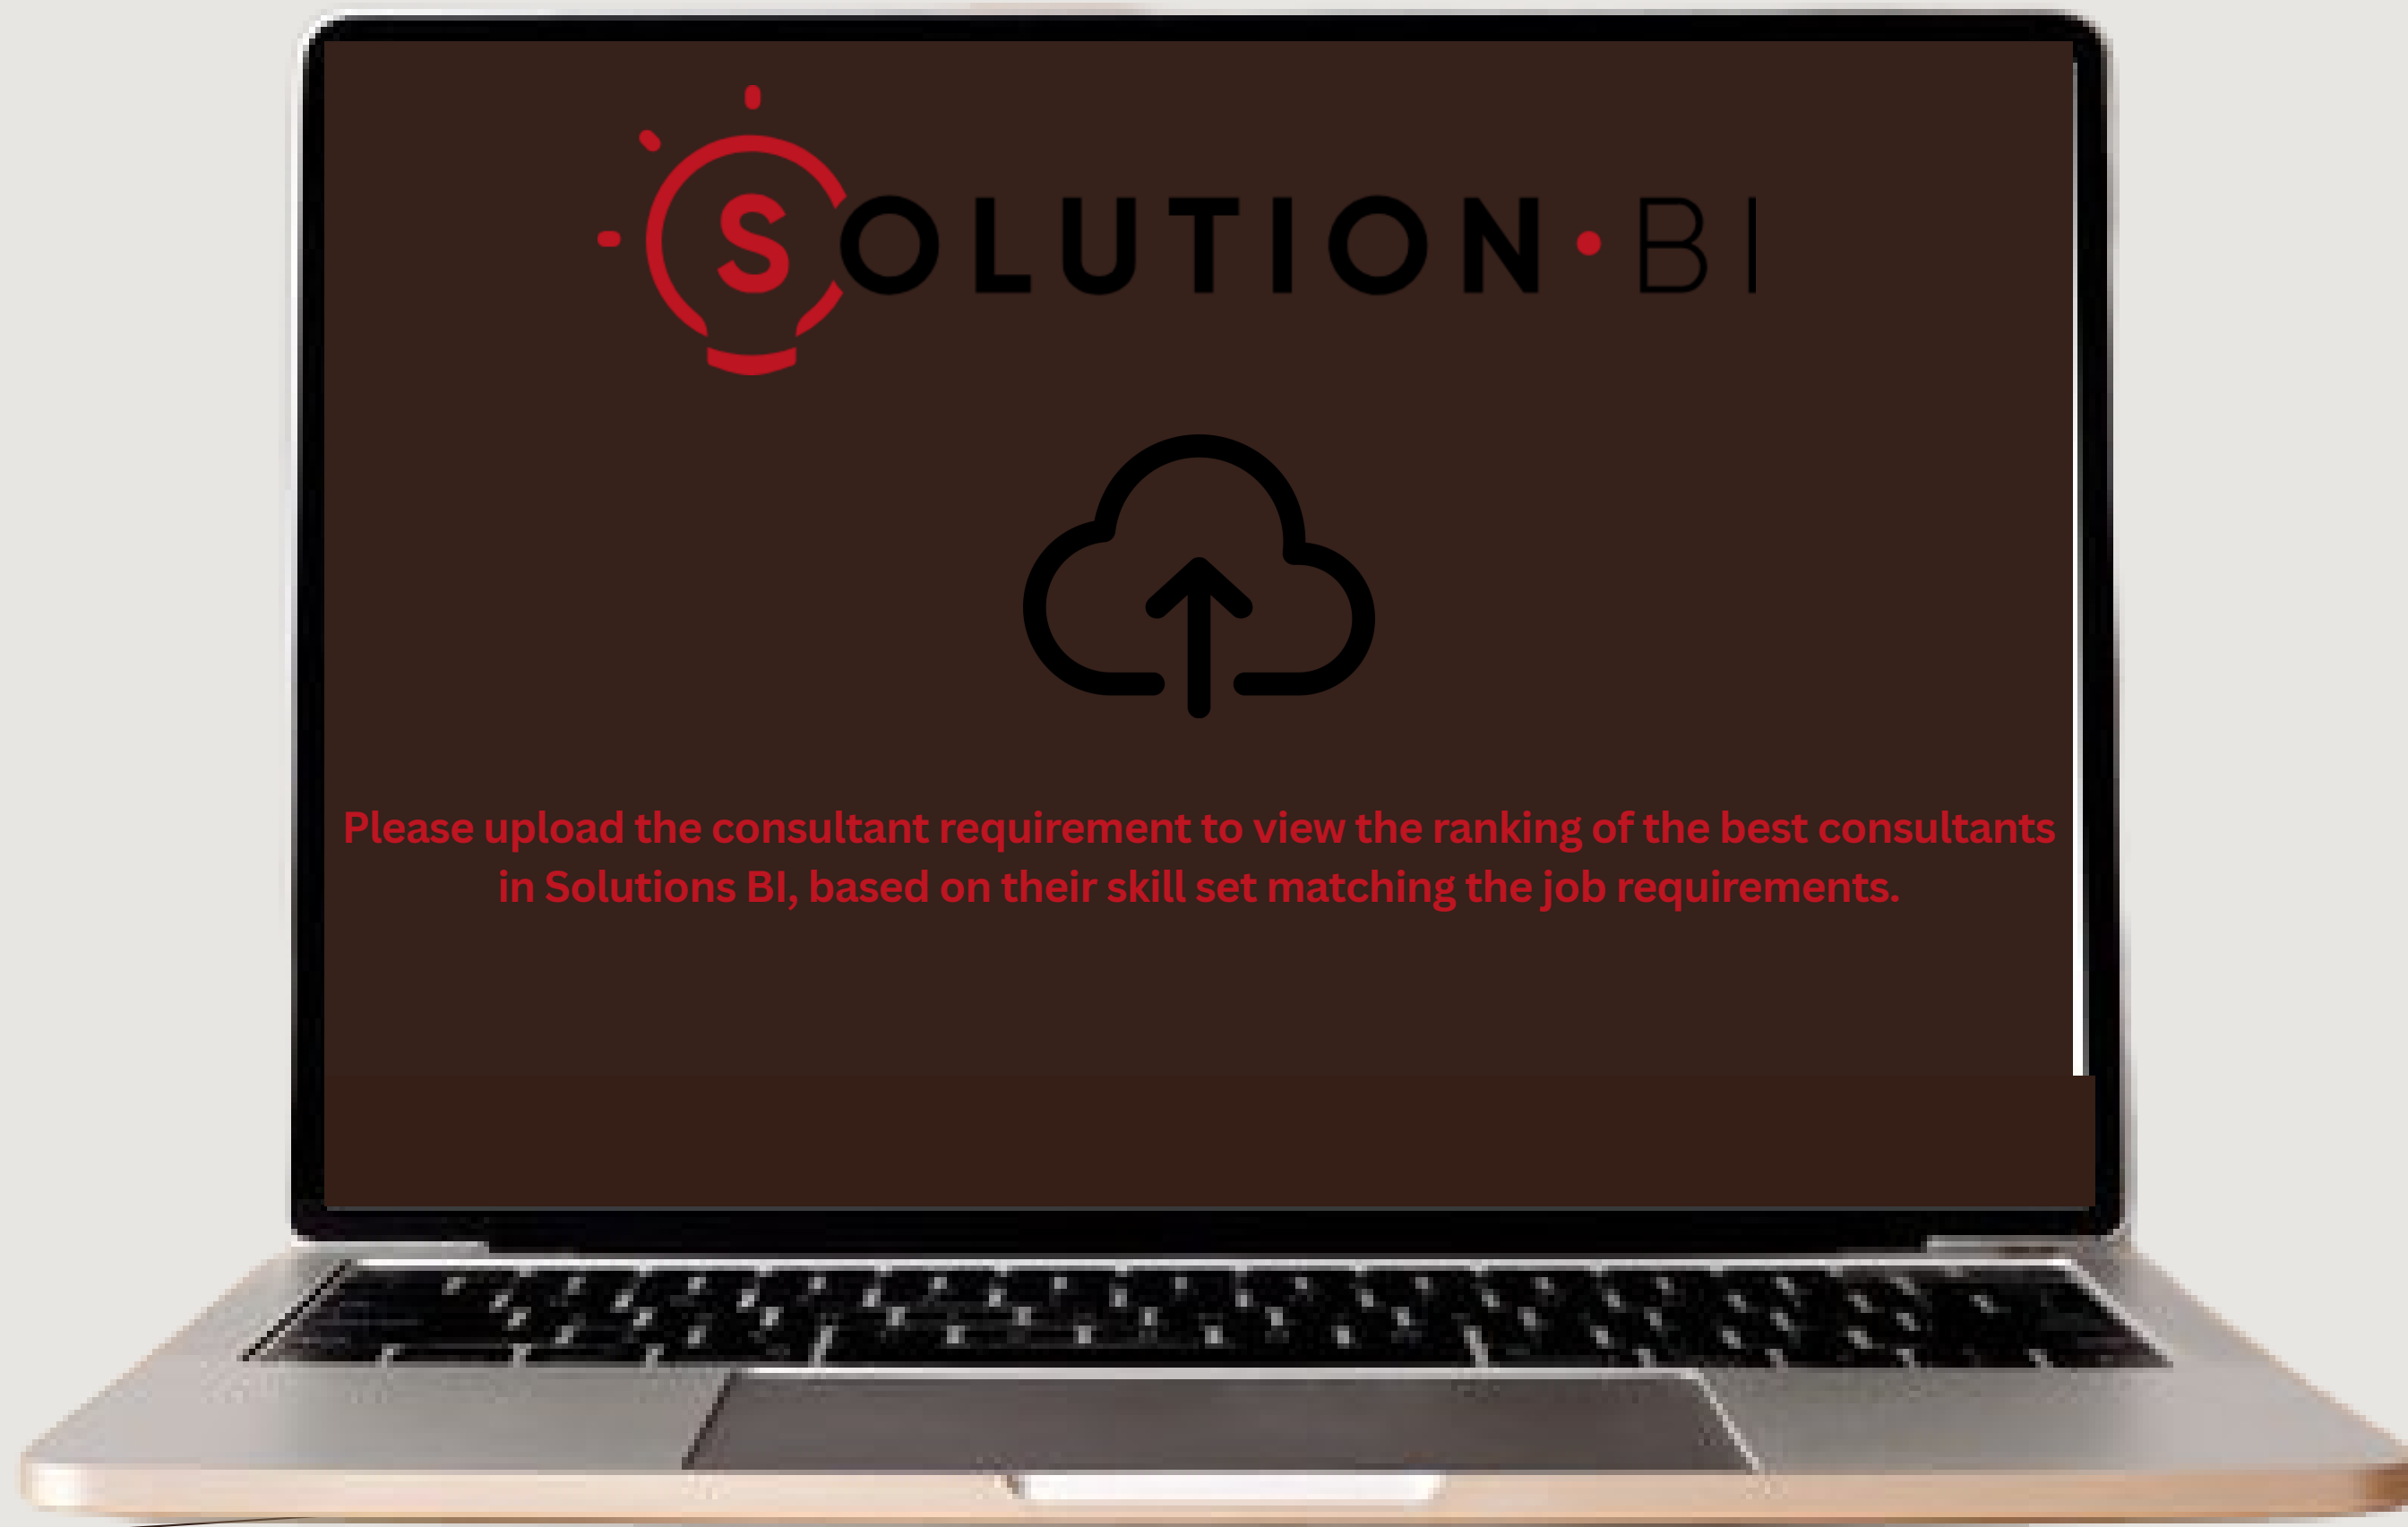 SOLUTION·BI
Please upload the consultant requirement to view the ranking of the best consultants
in Solutions BI, based on their skill set matching the job requirements.